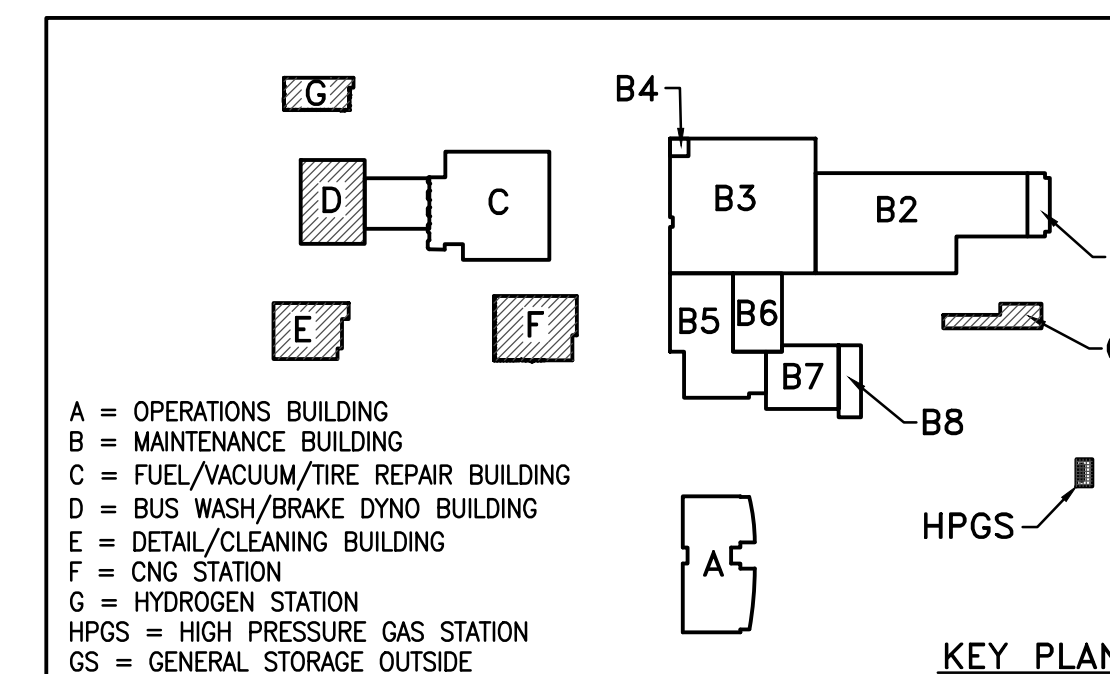 G
B4
D
C
B3
B2
E
F
B5
B6
B7
B8
A = OPERATIONS BUILDING
B = MAINTENANCE BUILDING
C = FUEL/VACUUM/TIRE REPAIR BUILDING
D = BUS WASH/BRAKE DYNO BUILDING
E = DETAIL/CLEANING BUILDING
F = CNG STATION
G = HYDROGEN STATION
HPGS = HIGH PRESSURE GAS STATION
GS = GENERAL STORAGE OUTSIDE
HPGS
A
KEY PLAN